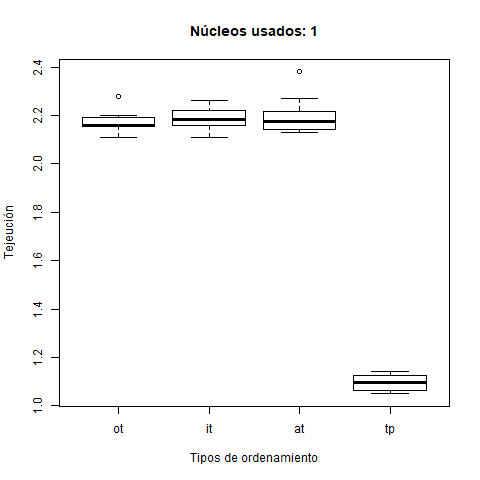 Núcleos usados: 1
Tejeución
2.4
2.2
2.0
1.8
1.6
1.4
1.2
1.0
ot it at tp
Tipos de ordenamiento